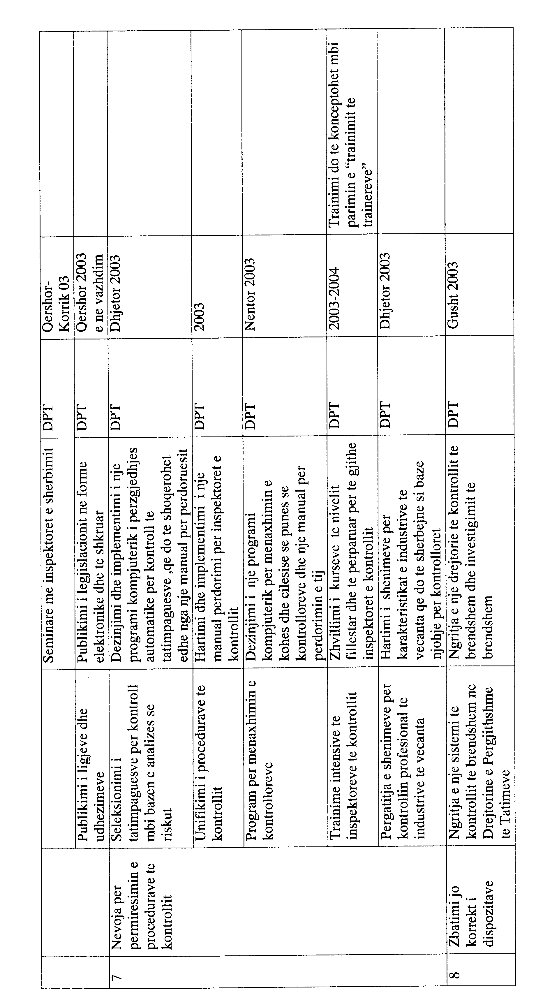 Seminare me inspektoret e sherbimit
DPT
Qershor-
Korrik 03
Publikimi i ligjeve dhe
udhezimeve
Publikimi i legjislacionit ne forme
elektronike dhe te shkruar
DPT
Qershor 2003
e ne vazhdim
7
Nevoja per
permiresimin e
procedurave te
kontrollit
Seleksionimi i
tatimpaguesve per kontroll
mbi bazen e analizes se
riskut
Dezinjimi dhe implementimi i nje
programi kompjuterik i perzgjedhjes
automatike per kontroll te
tatimpaguesve ,qe do te shoqerohet
edhe nga nje manual per perdoruesit
DPT
Dhjetor 2003
Unifikimi i procedurave te
kontrollit
Hartimi dhe implementimi i nje
manual perdorimi per inspektoret e
kontrollit
DPT
2003
Program per menaxhimin e
kontrolloreve
Dezinjimi i nje programi
kompjuterik per menaxhimin e
kohes dhe cilesise se punes se
kontrolloreve dhe nje manual per
perdorimin e tij
DPT
Nentor 2003
Trainime intensive te
inspektoreve te kontrollit
Zhvillimi i kurseve te nivelit
fillestar dhe te perparuar per te gjithe
inspektoret e kontrollit
DPT
2003-2004
Trainimi do te konceptohet mbi
parimin e “trainimit te
trainereve”
Pergatitja e shenimeve per
kontrollin profesional te
industrive te vecanta
Hartimi i shenimeve per
karakteristikat e industrive te
vecanta qe do te sherbejne si baze
njohje per kontrolloret
DPT
Dhjetor 2003
8
Zbatimi jo
korrekt i
dispozitave
Ngritja e nje sistemi te
kontrollit te brendshem ne
Drejtorine e Pergjithshme
te Tatimeve
Ngritja e nje drejtorie te kontrollit te
brendshem dhe investigimit te
brendshem
DPT
Gusht 2003